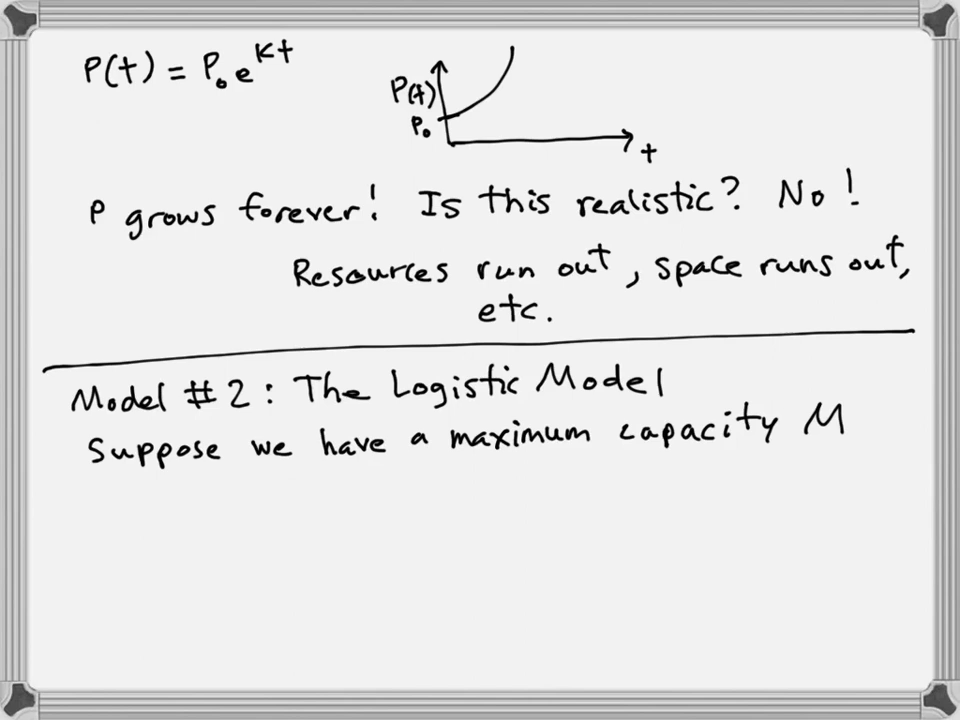 P(t) = P₀e^{Kt}
P(t)
P₀
t
P grows forever! Is this realistic? No!
Resources run out, space runs out,
etc.
Model #2: The Logistic Model
Suppose we have a maximum capacity M